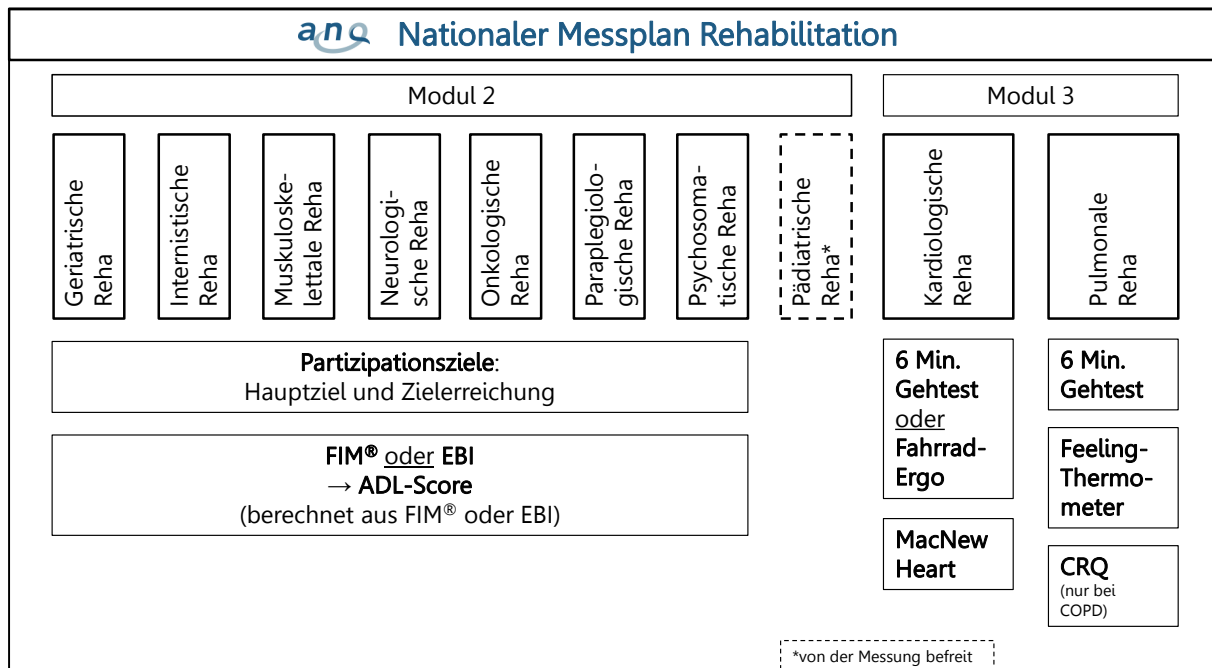 anq Nationaler Messplan Rehabilitation
Modul 2
Modul 3
Geriatrische
Reha
Internistische
Reha
Muskuloske-
lettale Reha
Neurologi-
sche Reha
Onkologische
Reha
Paraplegiolo-
gische Reha
Psychosoma-
tische Reha
Pädiatrische
Reha*
Kardiologische
Reha
Pulmonale
Reha
Partizipationsziele:
Hauptziel und Zielerreichung
FIM® oder EBI
→ ADL-Score
(berechnet aus FIM® oder EBI)
6 Min.
Gehtest
oder
Fahrrad-
Ergo
MacNew
Heart
6 Min.
Gehtest
Feeling-
Thermo-
meter
CRQ
(nur bei
COPD)
*von der Messung befreit